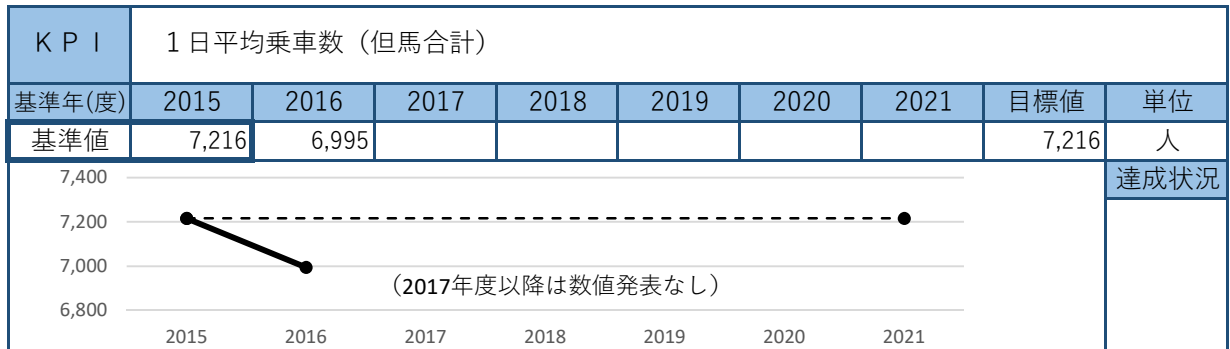 ＫＰＩ １日平均乗車数（但馬合計）
基準年(度) 2015 2016 2017 2018 2019 2020 2021 目標値 単位
基準値 7,216 6,995 7,216 人
達成状況
7,400
7,200
7,000
6,800
（2017年度以降は数値発表なし）
2015 2016 2017 2018 2019 2020 2021